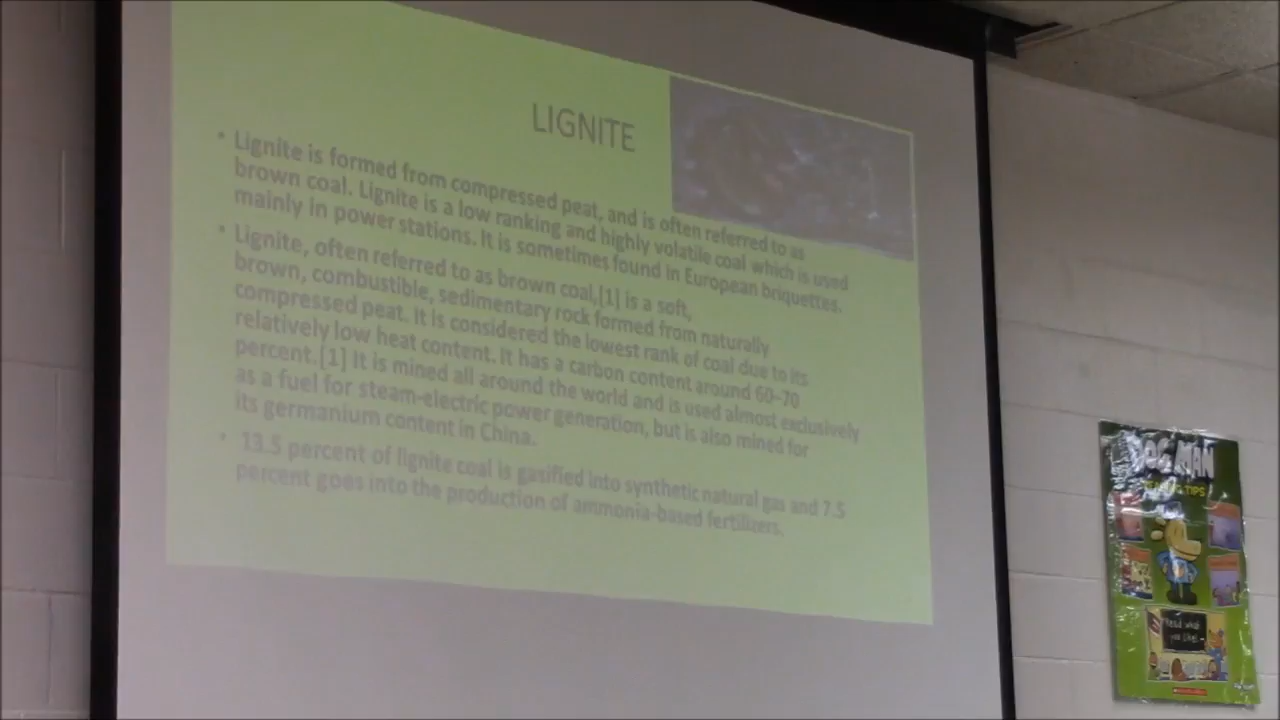 LIGNITE
• Lignite is formed from compressed peat, and is often referred to as
brown coal. Lignite is a low ranking and highly volatile coal which is used
mainly in power stations. It is sometimes found in European briquettes.
• Lignite, often referred to as brown coal,[1] is a soft,
brown, combustible, sedimentary rock formed from naturally
compressed peat. It is considered the lowest rank of coal due to its
relatively low heat content. It has a carbon content around 60–70
percent.[1] It is mined all around the world and is used almost exclusively
as a fuel for steam-electric power generation, but is also mined for
its germanium content in China.
• 13.5 percent of lignite coal is gasified into synthetic natural gas and 7.5
percent goes into the production of ammonia-based fertilizers.
DOG MAN
TIPS
Read what
you like!
SCHOLASTIC